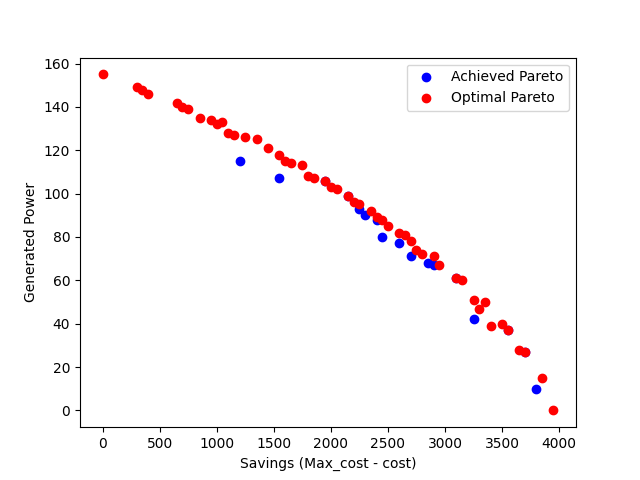 Achieved Pareto
Optimal Pareto
160
140
120
100
80
60
40
20
0
Generated Power
0 500 1000 1500 2000 2500 3000 3500 4000
Savings (Max_cost - cost)